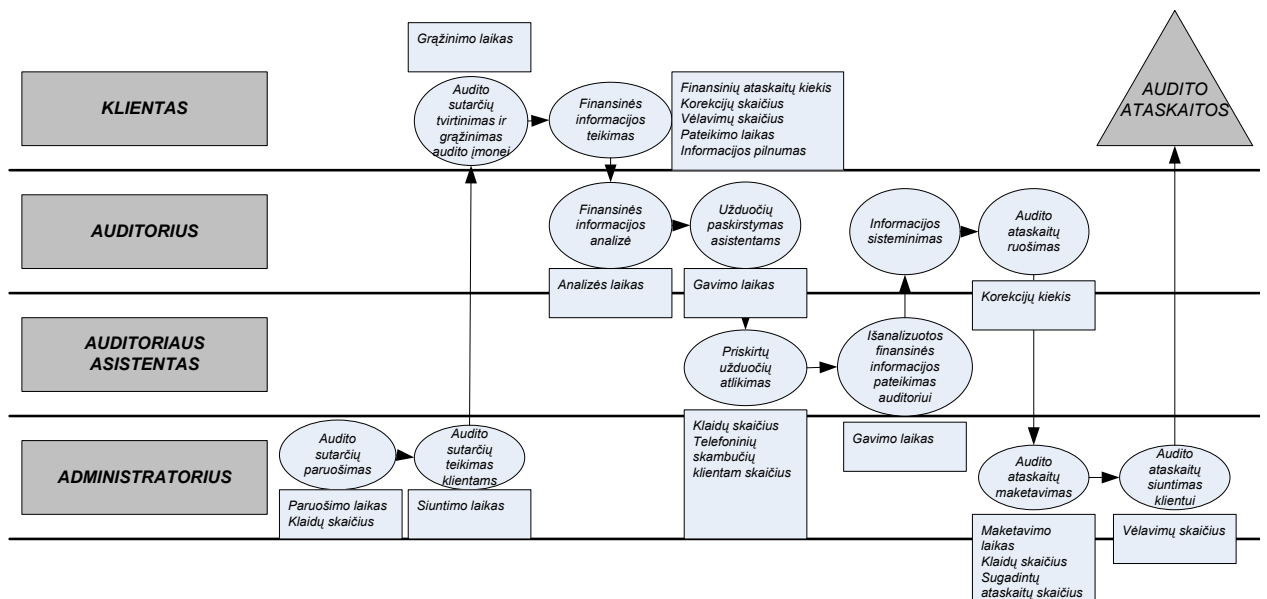 Grąžinimo laikas
KLIENTAS
Audito
sutarčių
tvirtinimas ir
grąžinimas
audito įmonei
Finansinės
informacijos
teikimas
Finansinių ataskaitų kiekis
Korekcijų skaičius
Vėlavimų skaičius
Pateikimo laikas
Informacijos pilnumas
AUDITO
ATASKAITOS
AUDITORIUS
Finansinės
informacijos
analizė
Užduočių
paskirstymas
asistentams
Informacijos
sisteminimas
Audito
ataskaitų
ruošimas
Analizės laikas
Gavimo laikas
Korekcijų kiekis
AUDITORIAUS
ASISTENTAS
Priskirtų
užduočių
atlikimas
Išanalizuotos
finansinės
informacijos
pateikimas
auditoriui
Klaidų skaičius
Telefoninių
skambučių
klientam skaičius
Gavimo laikas
ADMINISTRATORIUS
Audito
sutarčių
paruošimas
Audito
sutarčių
teikimas
klientams
Audito
ataskaitų
maketavimas
Audito
ataskaitų
siuntimas
klientui
Paruošimo laikas
Klaidų skaičius
Siuntimo laikas
Maketavimo
laikas
Klaidų skaičius
Sugadintų
ataskaitų skaičius
Vėlavimų skaičius